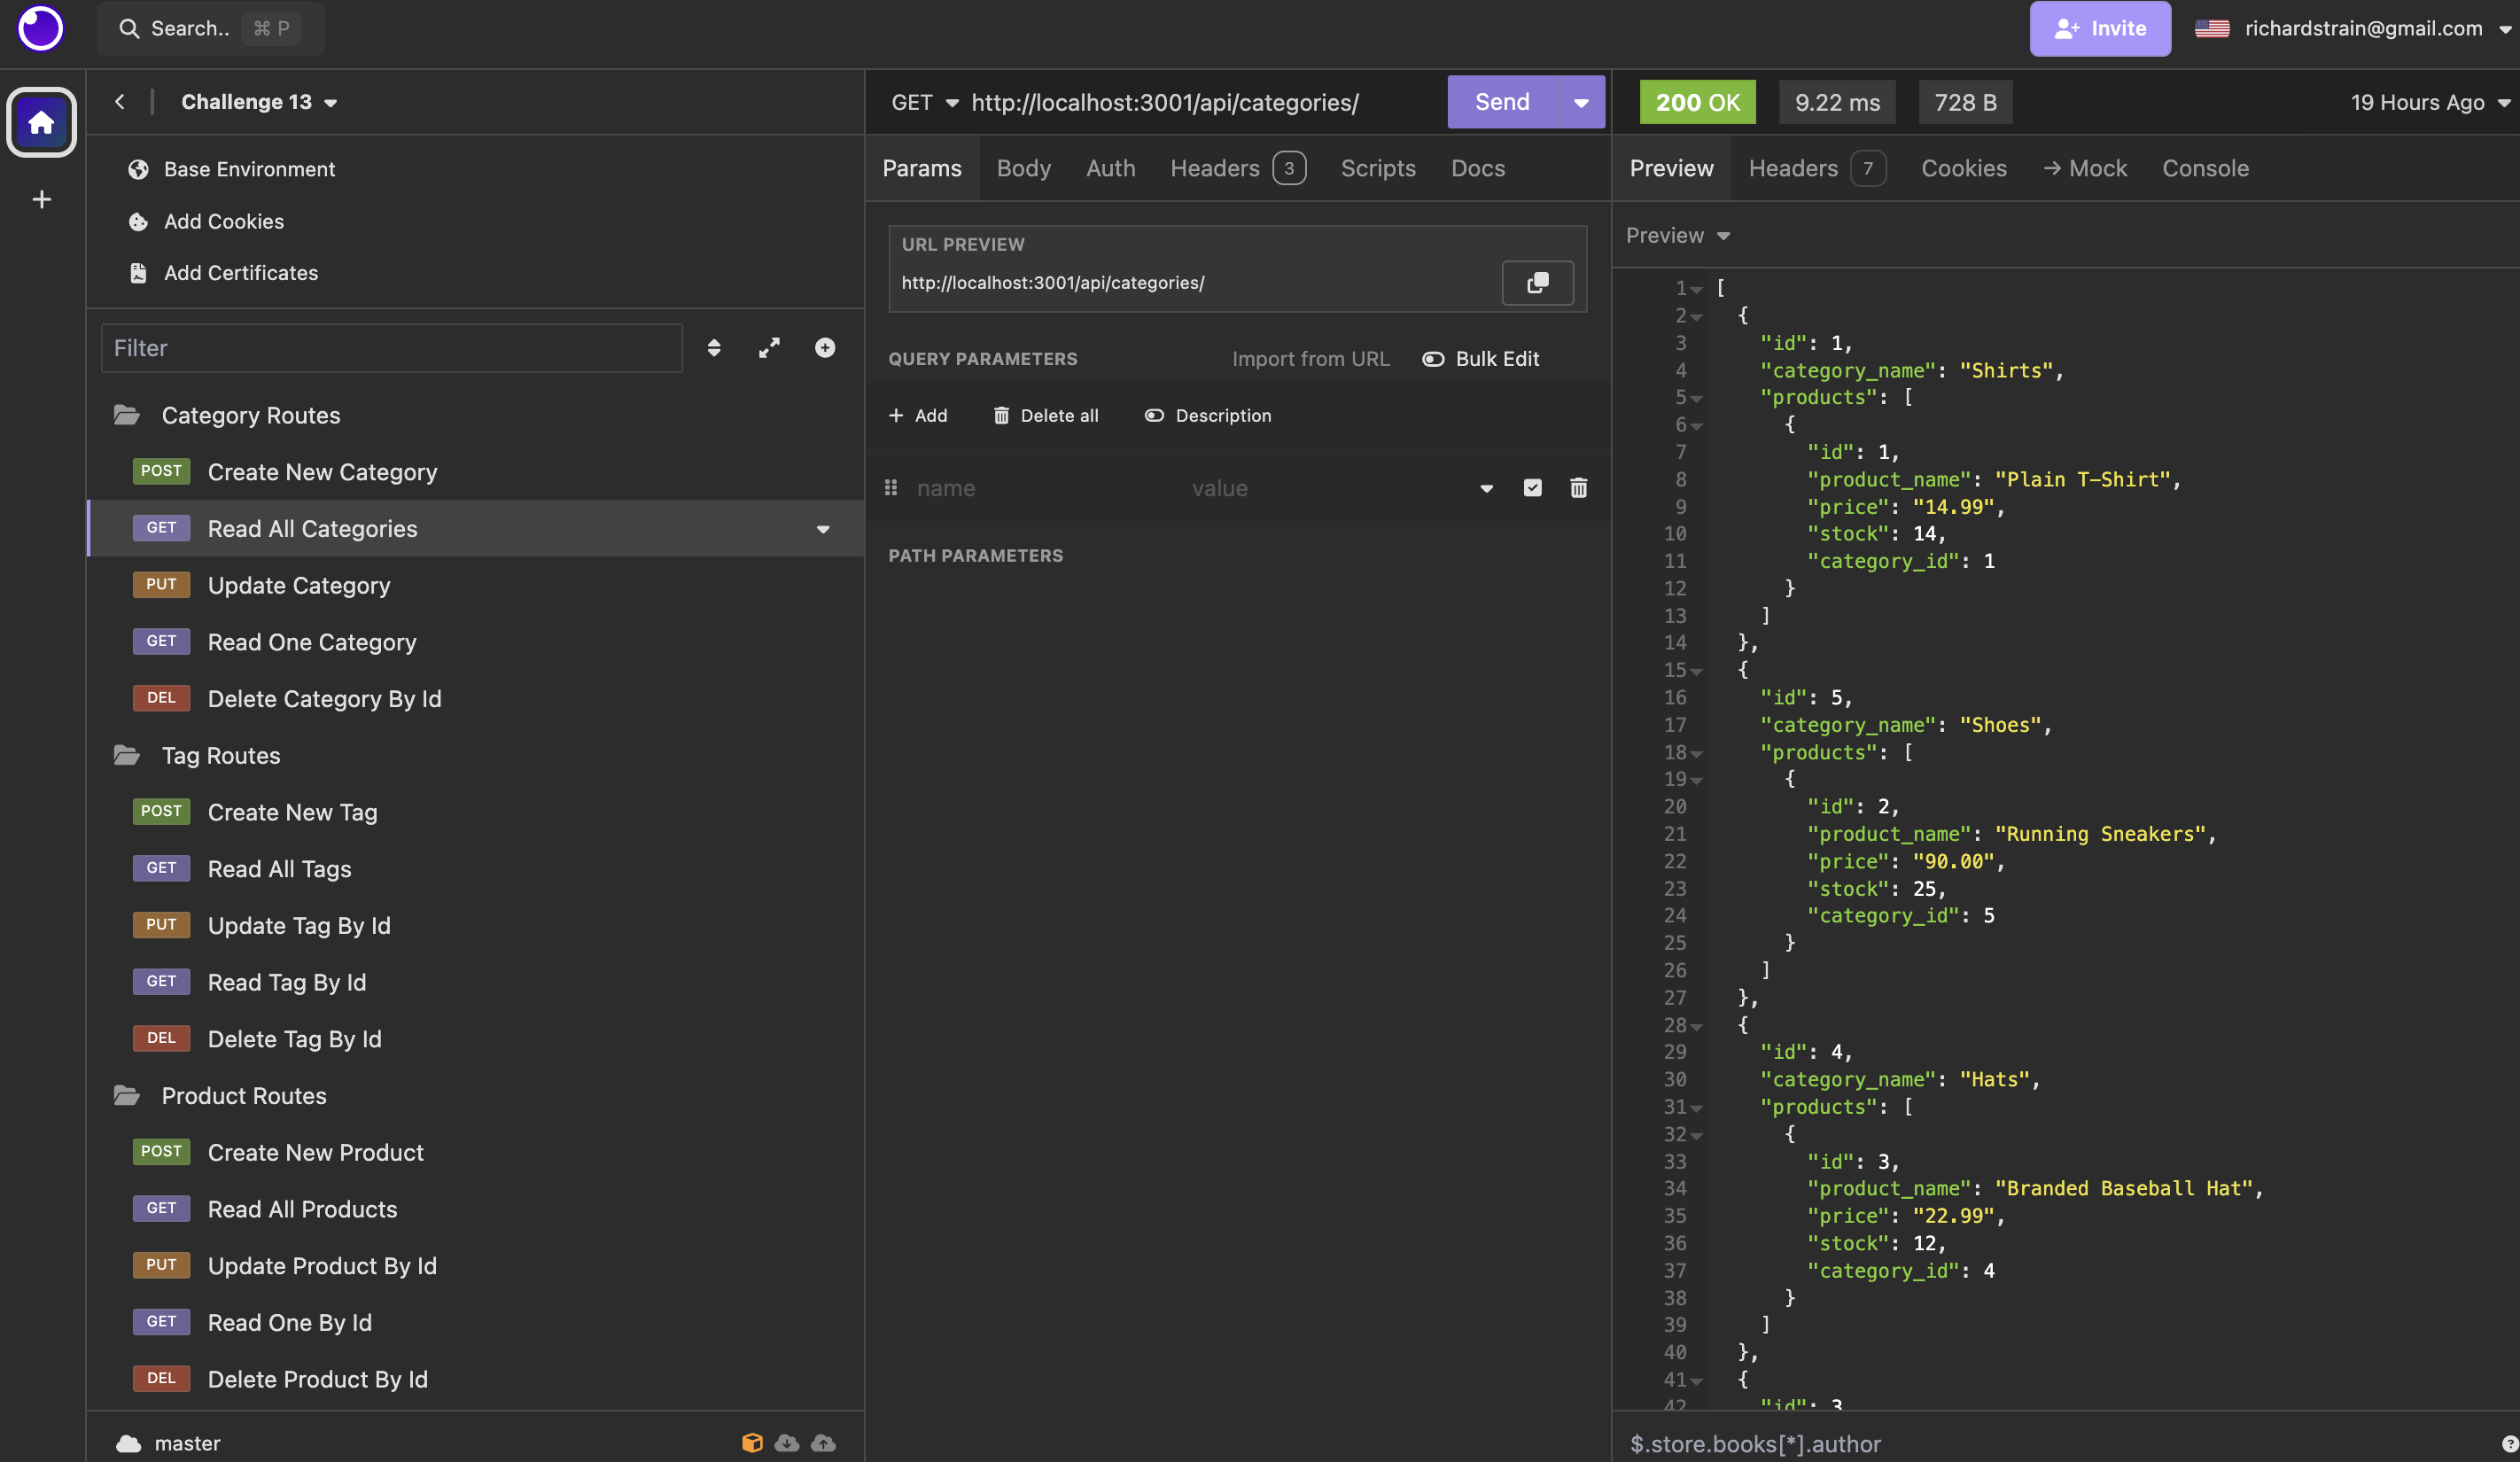 Search.. ⌘ P
Invite
richardstrain@gmail.com
Challenge 13
Base Environment
Add Cookies
Add Certificates
Filter
Category Routes
POST Create New Category
GET Read All Categories
PUT Update Category
GET Read One Category
DEL Delete Category By Id
Tag Routes
POST Create New Tag
GET Read All Tags
PUT Update Tag By Id
GET Read Tag By Id
DEL Delete Tag By Id
Product Routes
POST Create New Product
GET Read All Products
PUT Update Product By Id
GET Read One By Id
DEL Delete Product By Id
master
GET http://localhost:3001/api/categories/ Send
Params Body Auth Headers 3 Scripts Docs
URL PREVIEW
http://localhost:3001/api/categories/
QUERY PARAMETERS Import from URL Bulk Edit
+ Add Delete all Description
name value
PATH PARAMETERS
200 OK 9.22 ms 728 B 19 Hours Ago
Preview Headers 7 Cookies → Mock Console
Preview
1 [
2 {
3 "id": 1,
4 "category_name": "Shirts",
5 "products": [
6 {
7 "id": 1,
8 "product_name": "Plain T-Shirt",
9 "price": "14.99",
10 "stock": 14,
11 "category_id": 1
12 }
13 ]
14 },
15 {
16 "id": 5,
17 "category_name": "Shoes",
18 "products": [
19 {
20 "id": 2,
21 "product_name": "Running Sneakers",
22 "price": "90.00",
23 "stock": 25,
24 "category_id": 5
25 }
26 ]
27 },
28 {
29 "id": 4,
30 "category_name": "Hats",
31 "products": [
32 {
33 "id": 3,
34 "product_name": "Branded Baseball Hat",
35 "price": "22.99",
36 "stock": 12,
37 "category_id": 4
38 }
39 ]
40 },
41 {
42 "id": 3
$.store.books[*].author